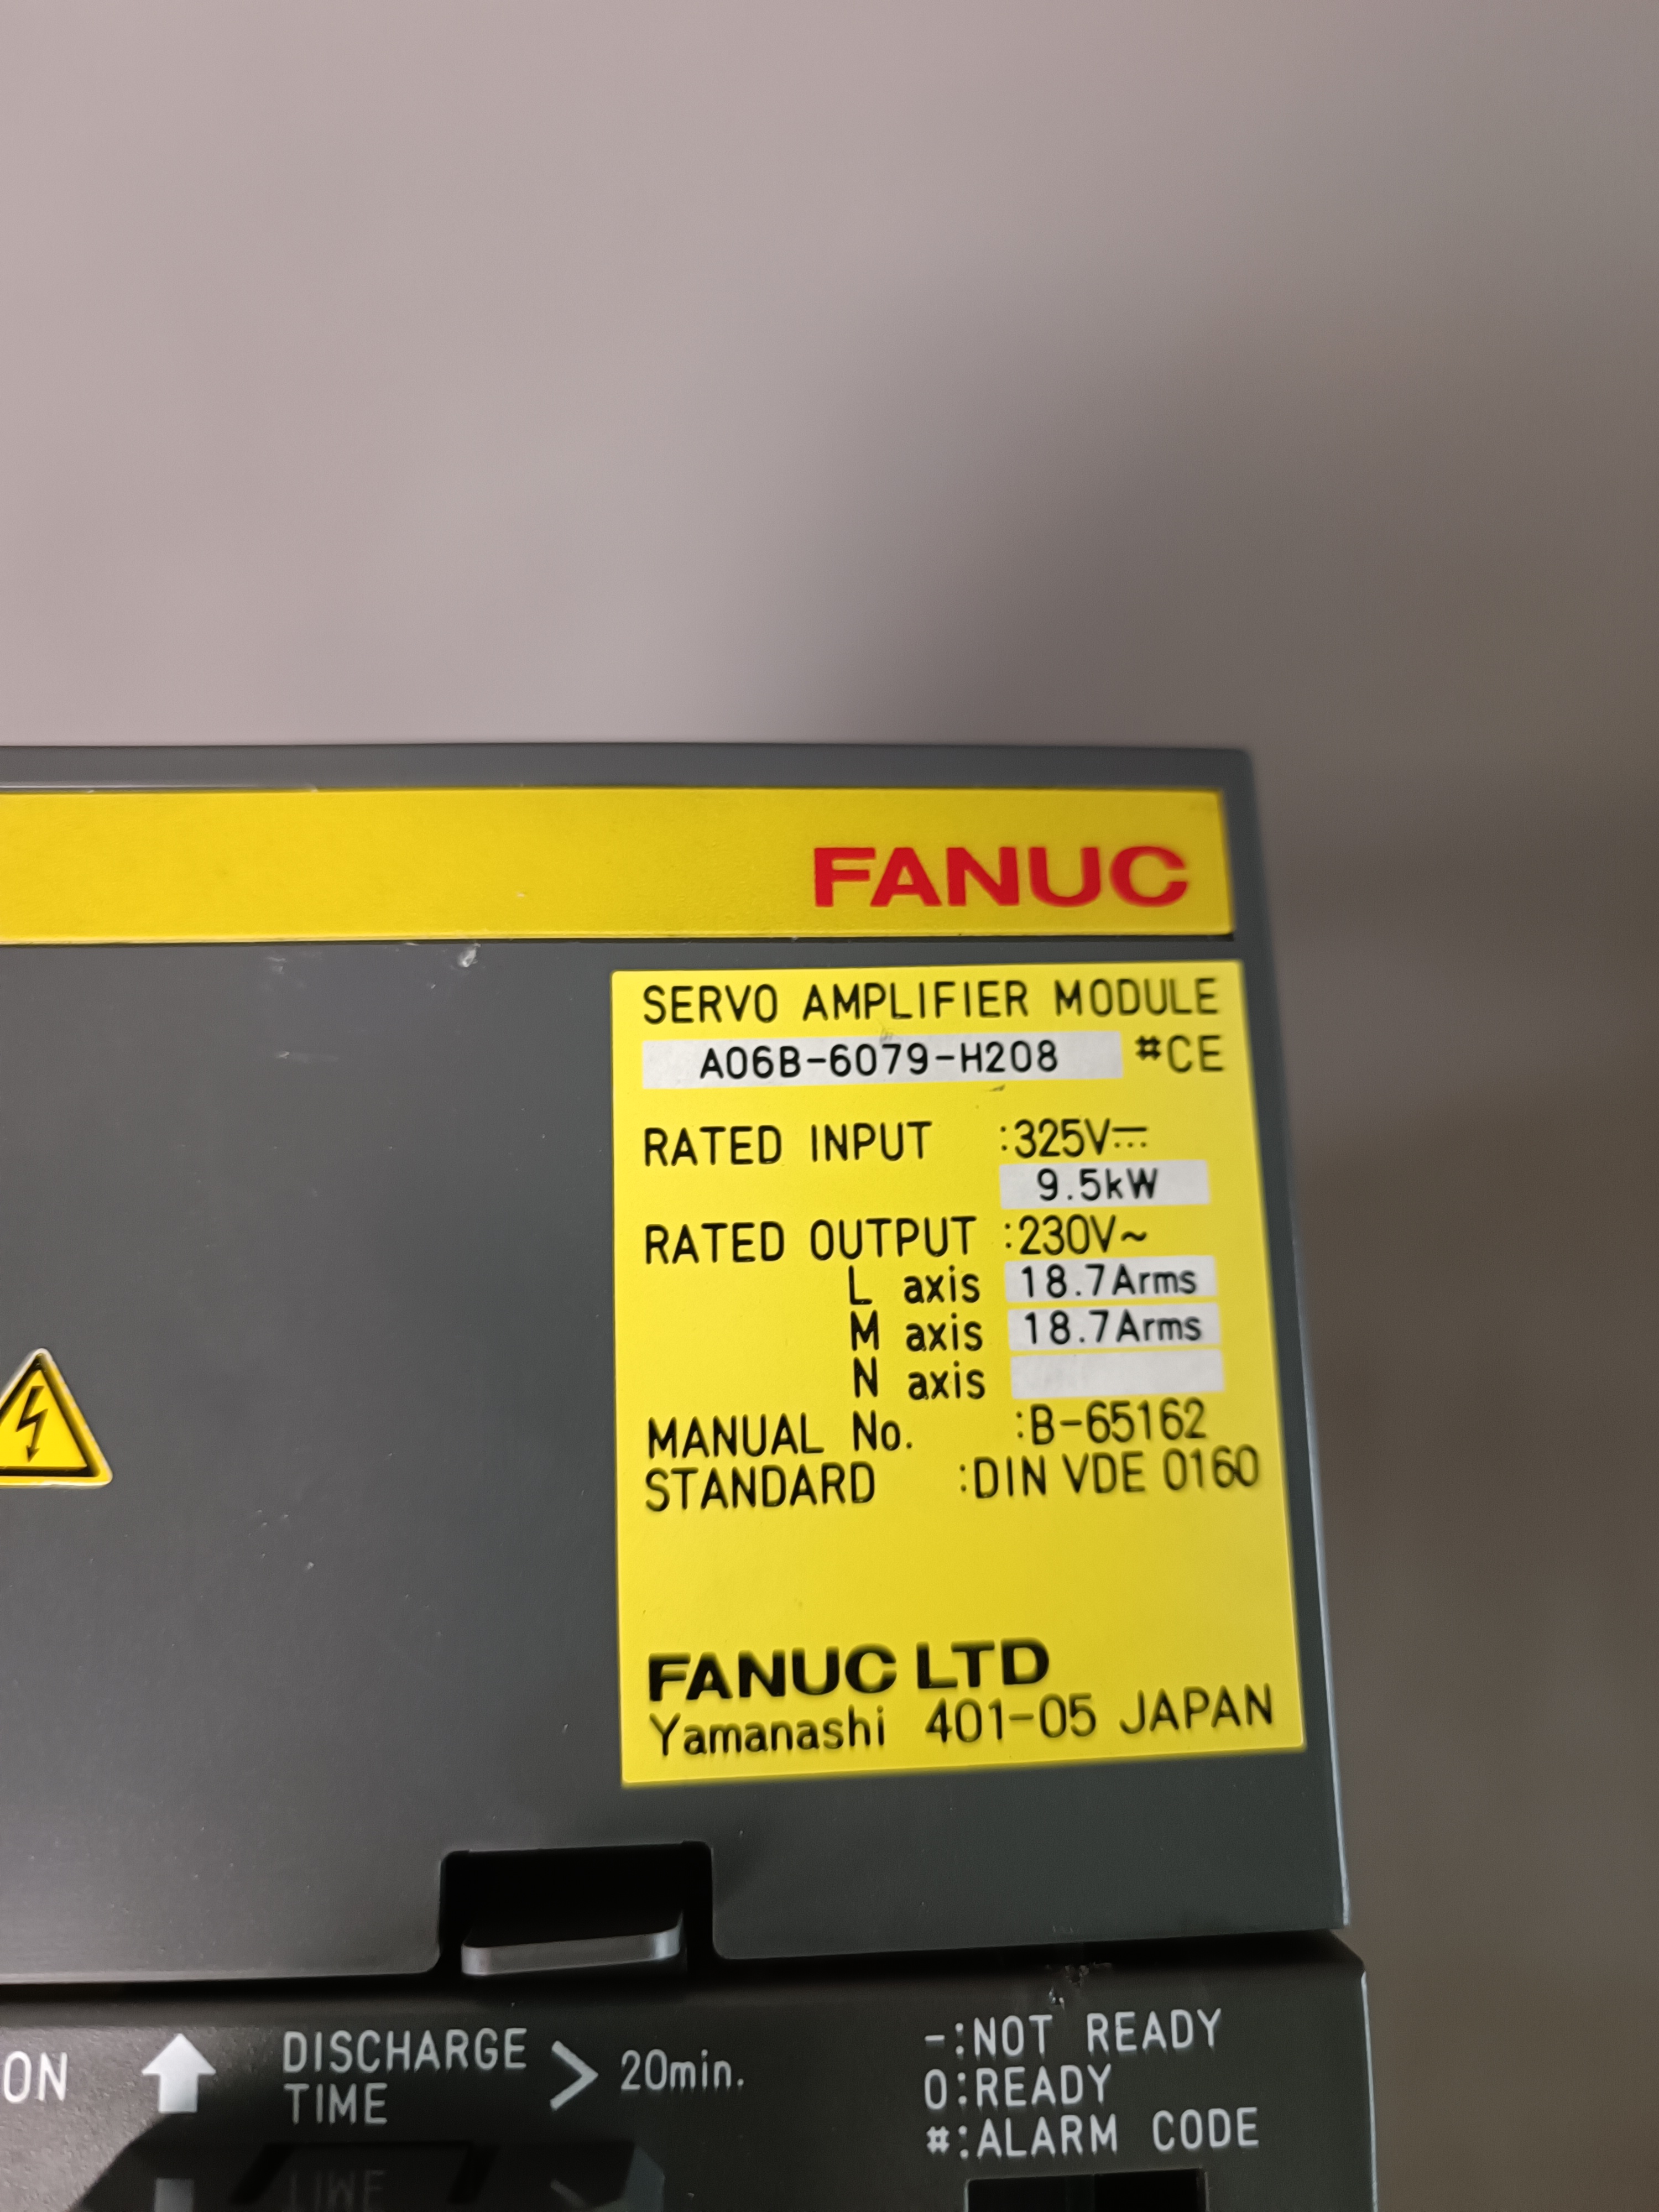 FANUC
SERVO AMPLIFIER MODULE
A06B-6079-H208 #CE
RATED INPUT :325V⎓
9.5kW
RATED OUTPUT :230V~
L axis 18.7Arms
M axis 18.7Arms
N axis
MANUAL No. :B-65162
STANDARD :DIN VDE 0160
FANUC LTD
Yamanashi 401-05 JAPAN
ON
DISCHARGE
TIME > 20min.
-:NOT READY
0:READY
#:ALARM CODE